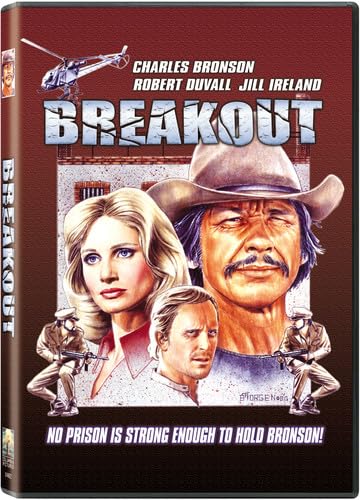 CHARLES BRONSON
ROBERT DUVALL JILL IRELAND
BREAKOUT
BREAKOUT
NO PRISON IS STRONG ENOUGH TO HOLD BRONSON!